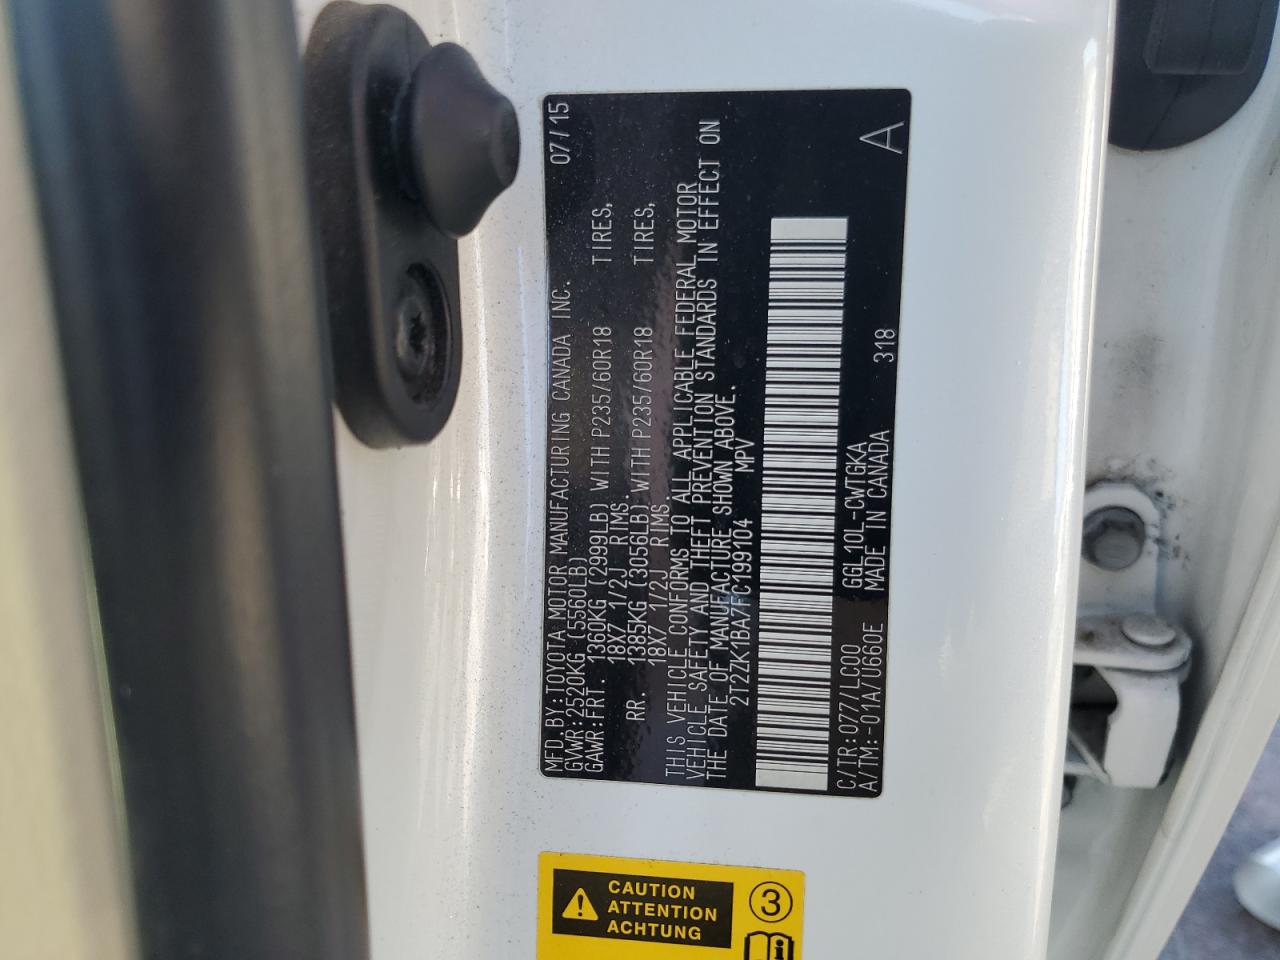 MFD.BY:TOYOTA MOTOR MANUFACTURING CANADA INC. 07/15
GVWR:2520KG (5560LB)
GAWR:FRT. 1360KG (2999LB) WITH P235/60R18 TIRES,
18X7 1/2J RIMS.
RR. 1385KG (3056LB) WITH P235/60R18 TIRES,
18X7 1/2J RIMS.
THIS VEHICLE CONFORMS TO ALL APPLICABLE FEDERAL MOTOR
VEHICLE SAFETY AND THEFT PREVENTION STANDARDS IN EFFECT ON
THE DATE OF MANUFACTURE SHOWN ABOVE.
2T2ZK1BA7FC199104 MPV
C/TR:077/LC00 GGL10L-CWTGKA 318 A
A/TM:-01A/U660E MADE IN CANADA
CAUTION
ATTENTION
ACHTUNG
3
i